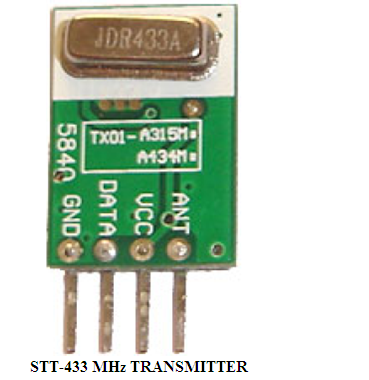 JDR433A
TX01-A315M
A434M
5840
GND
DATA
VCC
ANT
STT-433 MHz TRANSMITTER